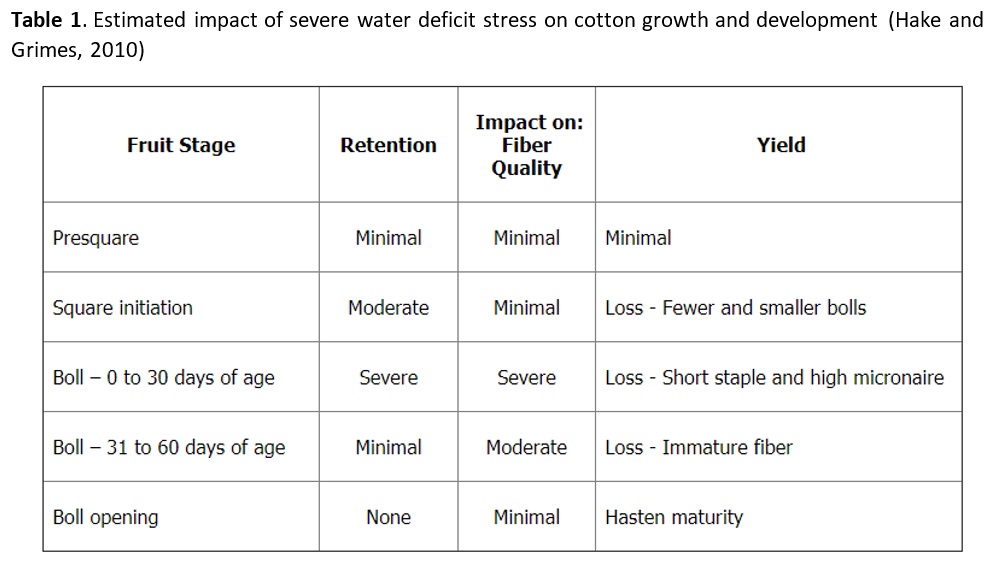 Table 1. Estimated impact of severe water deficit stress on cotton growth and development (Hake and
Grimes, 2010)
Fruit Stage
Retention
Impact on:
Fiber
Quality
Yield
Presquare
Minimal
Minimal
Minimal
Square initiation
Moderate
Minimal
Loss - Fewer and smaller bolls
Boll – 0 to 30 days of age
Severe
Severe
Loss - Short staple and high micronaire
Boll – 31 to 60 days of age
Minimal
Moderate
Loss - Immature fiber
Boll opening
None
Minimal
Hasten maturity